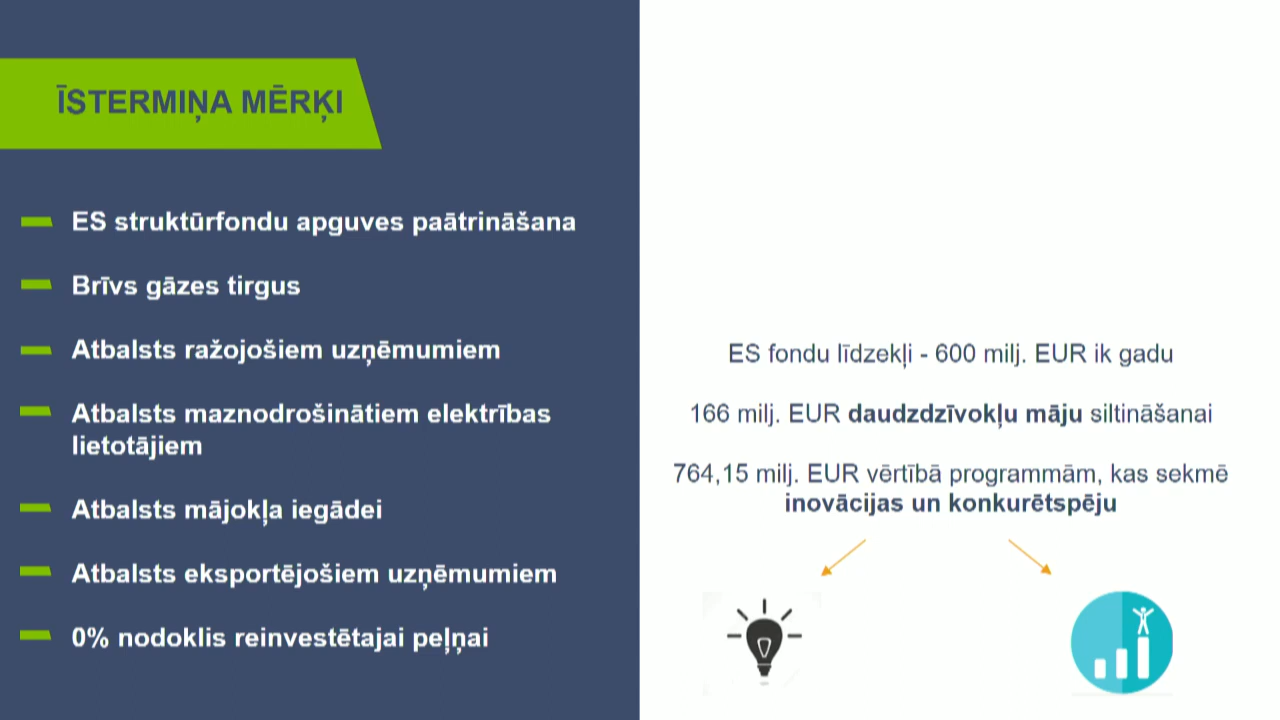 ĪSTERMIŅA MĒRĶI
ES struktūrfondu apguves paātrināšana
Brīvs gāzes tirgus
Atbalsts ražojošiem uzņēmumiem
Atbalsts maznodrošinātiem elektrības
lietotājiem
Atbalsts mājokļa iegādei
Atbalsts eksportējošiem uzņēmumiem
0% nodoklis reinvestētajai peļņai
ES fondu līdzekļi - 600 milj. EUR ik gadu
166 milj. EUR daudzdzīvokļu māju siltināšanai
764,15 milj. EUR vērtībā programmām, kas sekmē
inovācijas un konkurētspēju